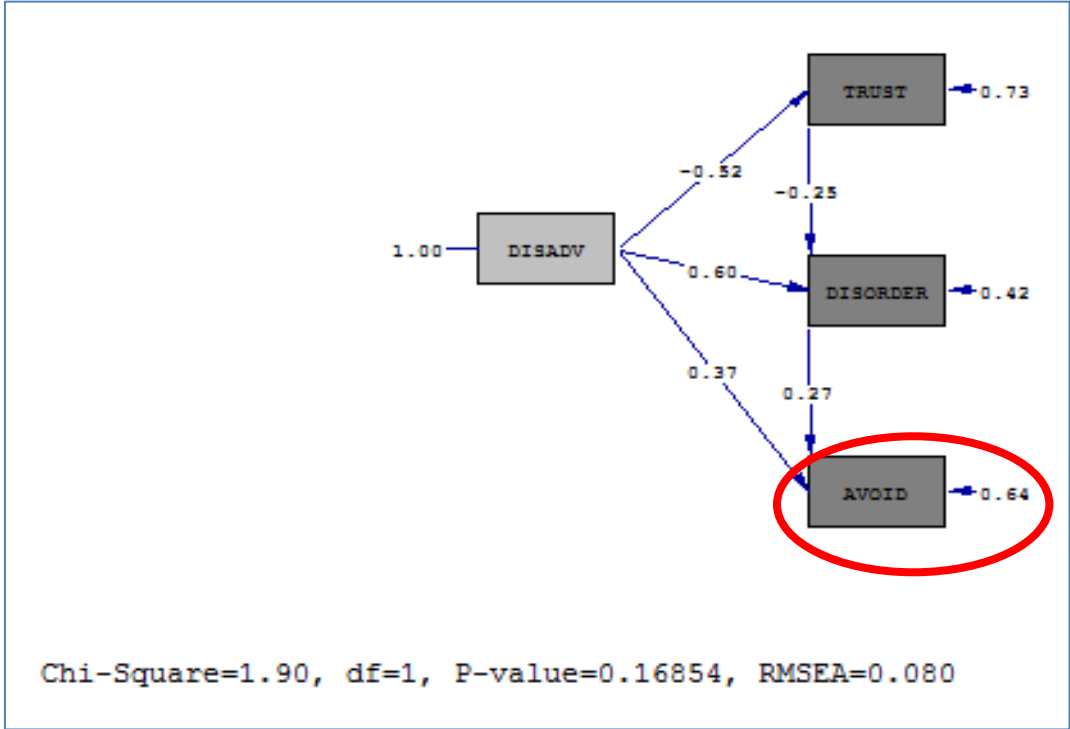 TRUST
0.73
-0.52
-0.25
1.00
DISADV
0.60
DISORDER
0.42
0.37
0.27
AVOID
0.64
Chi-Square=1.90, df=1, P-value=0.16854, RMSEA=0.080